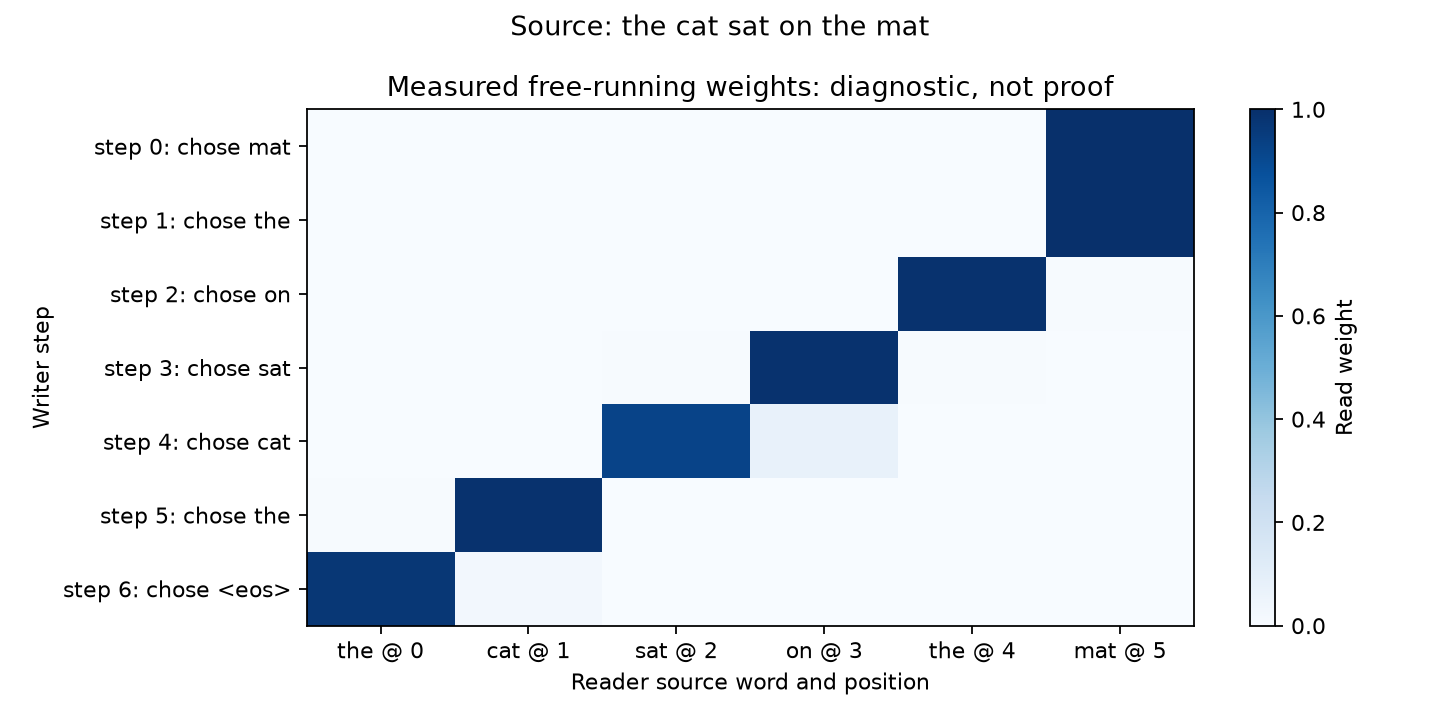 Source: the cat sat on the mat
Measured free-running weights: diagnostic, not proof
Writer step
step 0: chose mat
step 1: chose the
step 2: chose on
step 3: chose sat
step 4: chose cat
step 5: chose the
step 6: chose <eos>
the @ 0
cat @ 1
sat @ 2
on @ 3
the @ 4
mat @ 5
Reader source word and position
1.0
0.8
0.6
0.4
0.2
0.0
Read weight